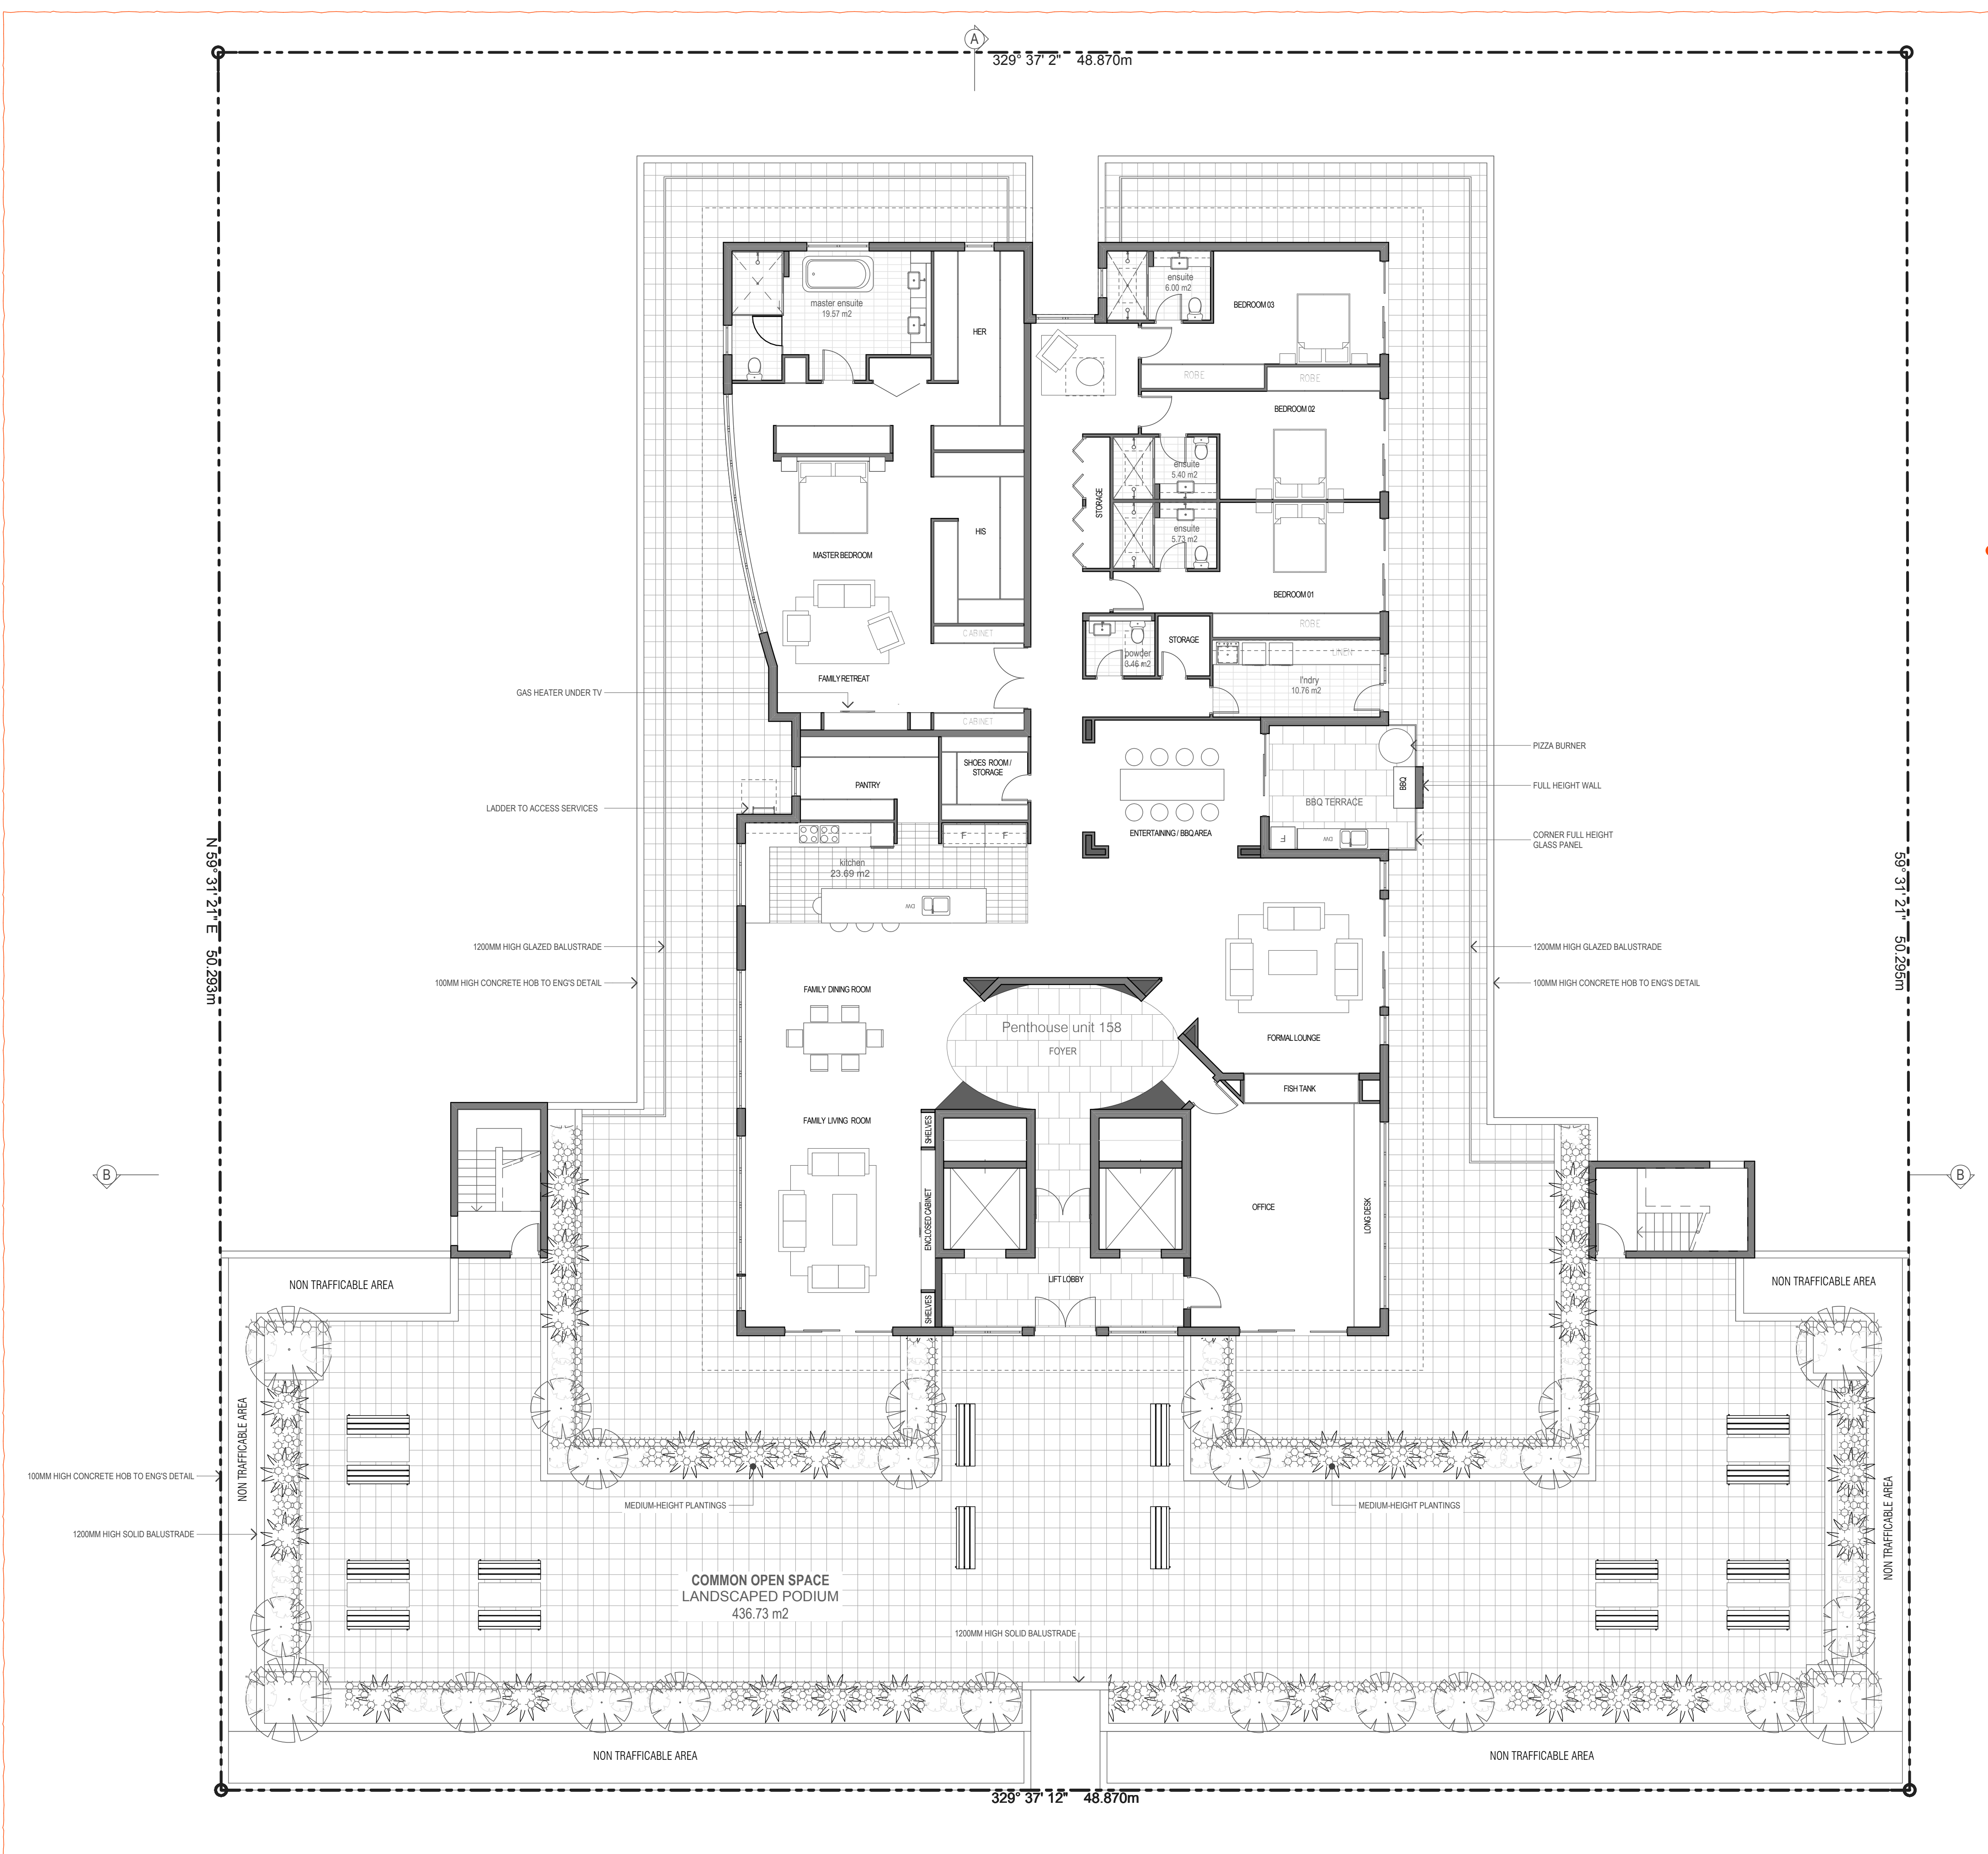 A
329° 37' 2" 48.870m
master ensuite
19.57 m2
HER
ensuite
6.00 m2
BEDROOM 03
ROBE
ROBE
BEDROOM 02
ensuite
5.40 m2
STORAGE
HIS
ensuite
5.73 m2
MASTER BEDROOM
BEDROOM 01
ROBE
CABINET
STORAGE
powder
3.46 m2
LINEN
FAMILY RETREAT
l'ndry
10.76 m2
GAS HEATER UNDER TV
CABINET
PIZZA BURNER
SHOES ROOM /
STORAGE
PANTRY
BBQ
FULL HEIGHT WALL
BBQ TERRACE
LADDER TO ACCESS SERVICES
ENTERTAINING / BBQ AREA
F
F
F
DW
CORNER FULL HEIGHT
GLASS PANEL
kitchen
23.69 m2
DW
N 59° 31' 21" E 50.293m
59° 31' 21" 50.295m
1200MM HIGH GLAZED BALUSTRADE
1200MM HIGH GLAZED BALUSTRADE
100MM HIGH CONCRETE HOB TO ENG'S DETAIL
100MM HIGH CONCRETE HOB TO ENG'S DETAIL
FAMILY DINING ROOM
Penthouse unit 158
FOYER
FORMAL LOUNGE
FISH TANK
FAMILY LIVING ROOM
SHELVES
B
B
ENCLOSED CABINET
OFFICE
LONG DESK
LIFT LOBBY
SHELVES
NON TRAFFICABLE AREA
NON TRAFFICABLE AREA
NON TRAFFICABLE AREA
100MM HIGH CONCRETE HOB TO ENG'S DETAIL
MEDIUM-HEIGHT PLANTINGS
MEDIUM-HEIGHT PLANTINGS
NON TRAFFICABLE AREA
1200MM HIGH SOLID BALUSTRADE
COMMON OPEN SPACE
LANDSCAPED PODIUM
436.73 m2
1200MM HIGH SOLID BALUSTRADE
NON TRAFFICABLE AREA
NON TRAFFICABLE AREA
329° 37' 12" 48.870m